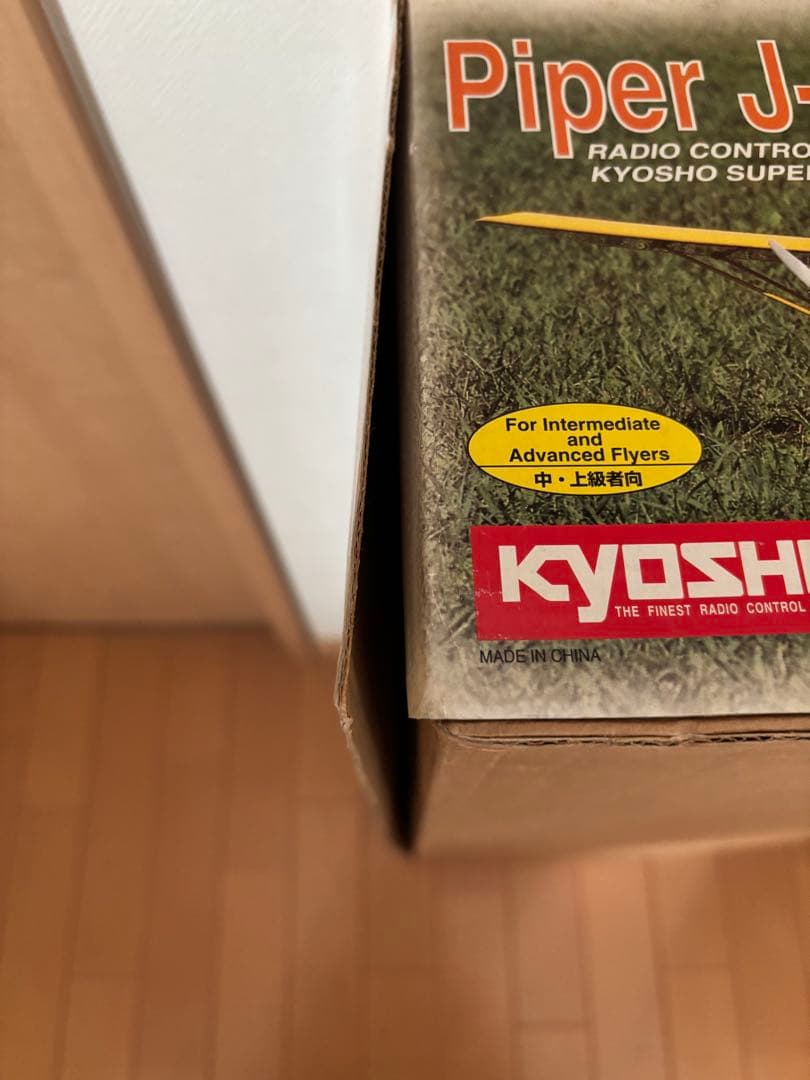 Piper J-
RADIO CONTRO
KYOSHO SUPE
For Intermediate
and
Advanced Flyers
中・上級者向
KYOSH
THE FINEST RADIO CONTROL
MADE IN CHINA